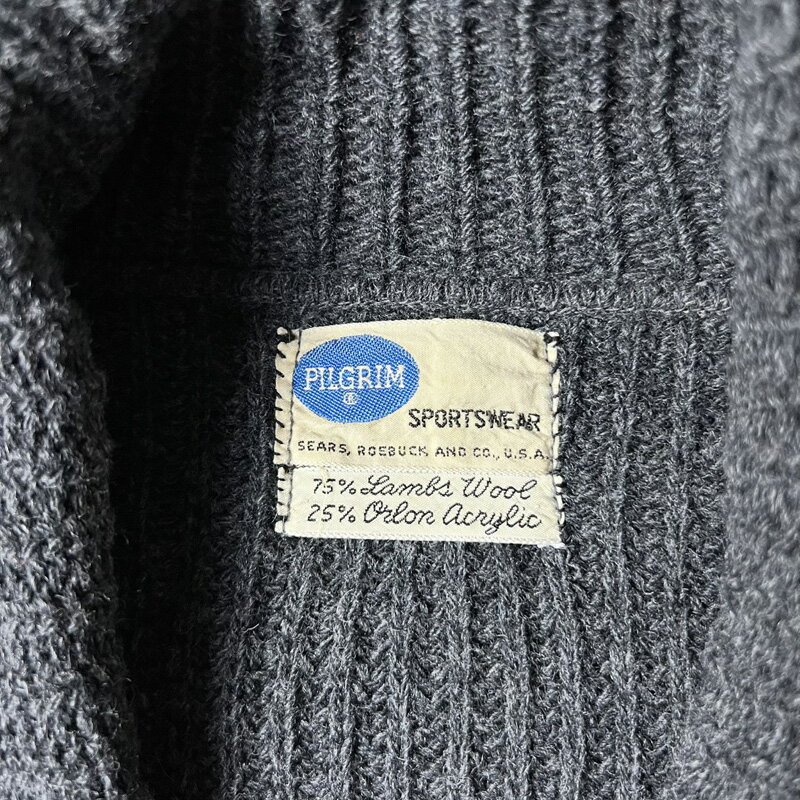 PILGRIM
®
SPORTSWEAR
SEARS, ROEBUCK AND CO., U.S.A.
75% Lambs Wool
25% Orlon Acrylic